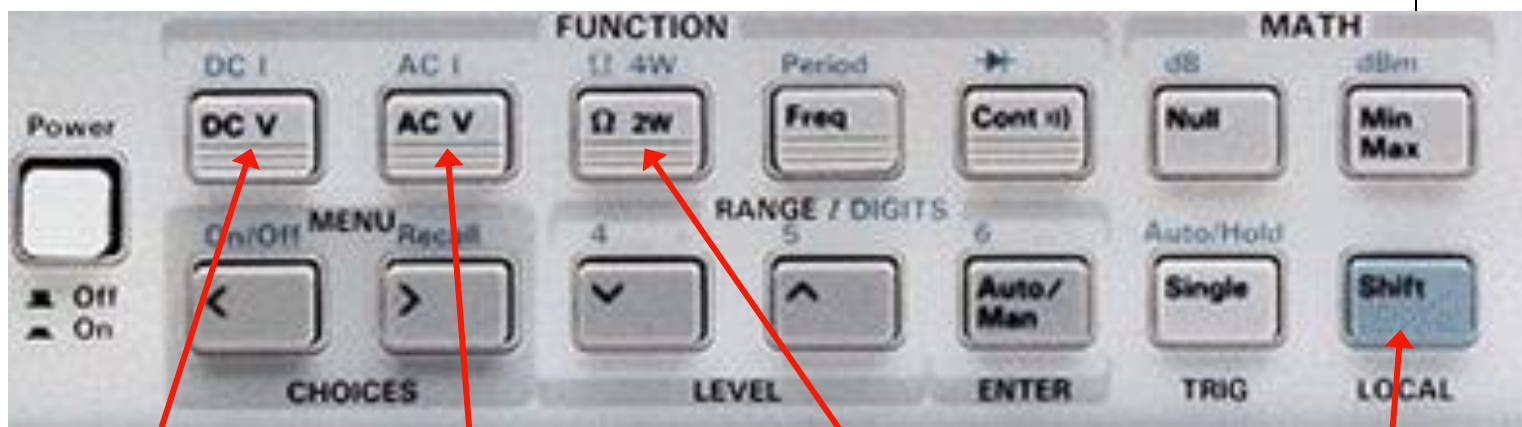 FUNCTION MATH
DC I AC I Ω 4W Period dB dBm
Power DC V AC V Ω 2W Freq Cont Null Min Max
MENU RANGE / DIGITS
On/Off Recall 4 5 6 Auto/Hold
Off < > Auto/ Man Single Shift
On
CHOICES LEVEL ENTER TRIG LOCAL